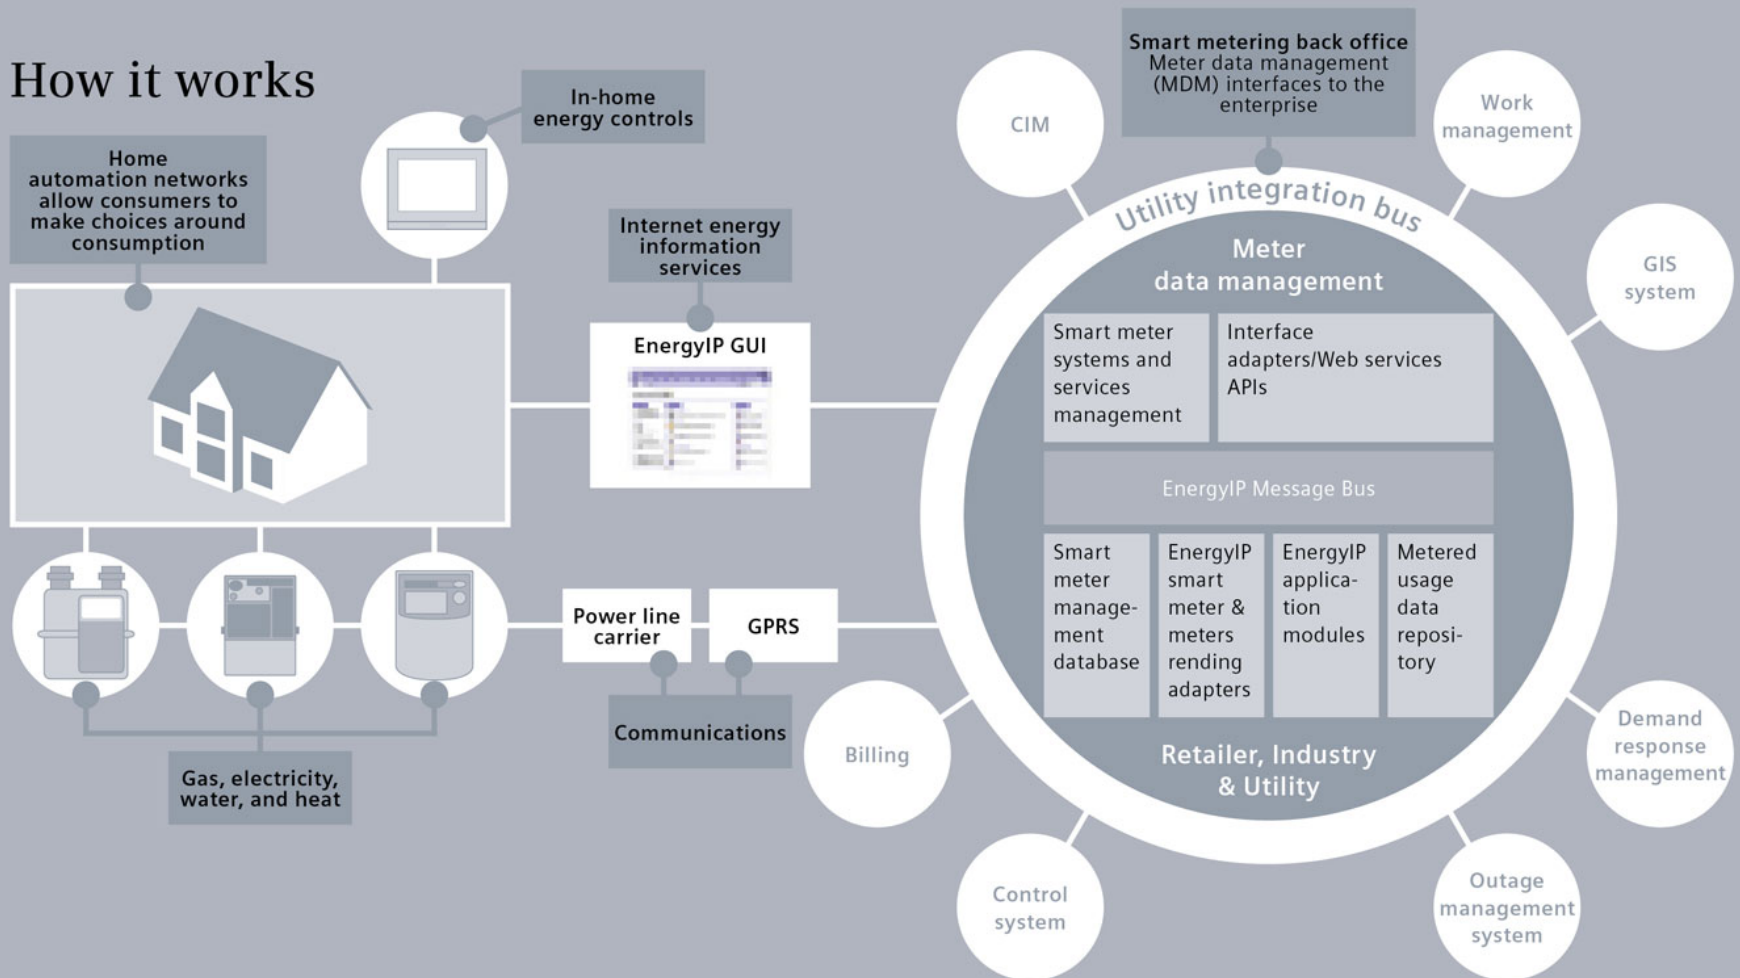 How it works
In-home
energy controls
Home
automation networks
allow consumers to
make choices around
consumption
Internet energy
information
services
EnergyIP GUI
Power line
carrier
GPRS
Communications
Gas, electricity,
water, and heat
Smart metering back office
Meter data management
(MDM) interfaces to the
enterprise
CIM
Work
management
GIS
system
Utility integration bus
Meter
data management
Smart meter
systems and
services
management
Interface
adapters/Web services
APIs
EnergyIP Message Bus
Smart
meter
manage-
ment
database
EnergyIP
smart
meter &
meters
rending
adapters
EnergyIP
applica-
tion
modules
Metered
usage
data
reposi-
tory
Retailer, Industry
& Utility
Billing
Control
system
Outage
management
system
Demand
response
management